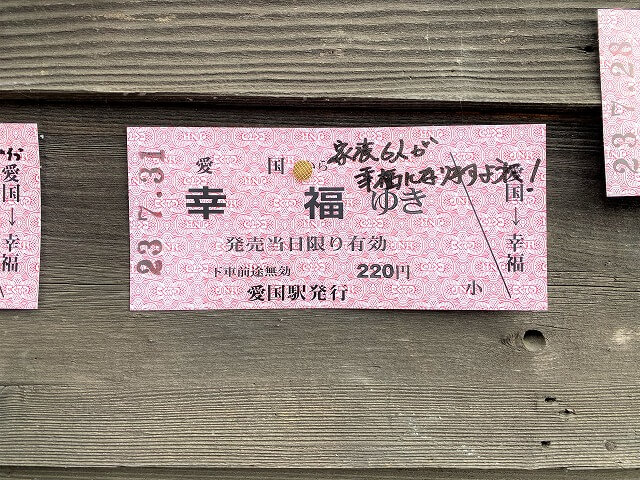 23.7.31
愛国から
幸福ゆき
発売当日限り有効
下車前途無効 220円
愛国駅発行
小
愛国→幸福
家族6人が
幸福になりますように!
愛国→幸福
23.7.28